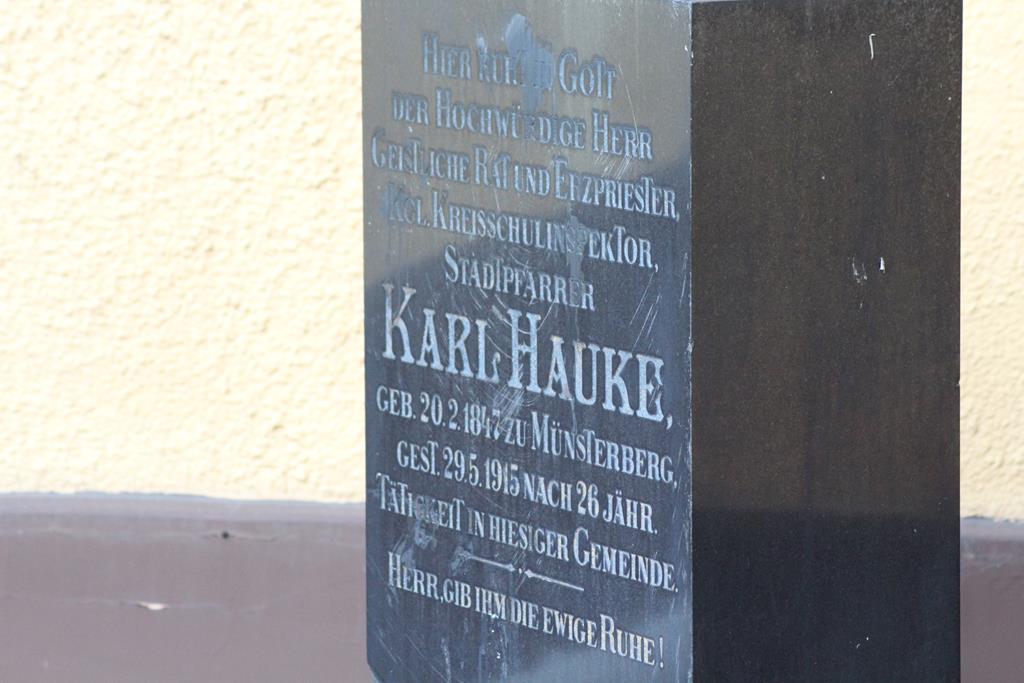 HIER RUHT IN GOTT
DER HOCHWÜRDIGE HERR
GEISTLICHE RAT UND ERZPRIESTER,
KGL. KREISSCHULINSPEKTOR,
STADTPFARRER
KARL HAUKE,
GEB. 20.2.1847 ZU MÜNSTERBERG,
GEST. 29.5.1915 NACH 26 JÄHR.
TÄTIGKEIT IN HIESIGER GEMEINDE.
HERR, GIB IHM DIE EWIGE RUHE!